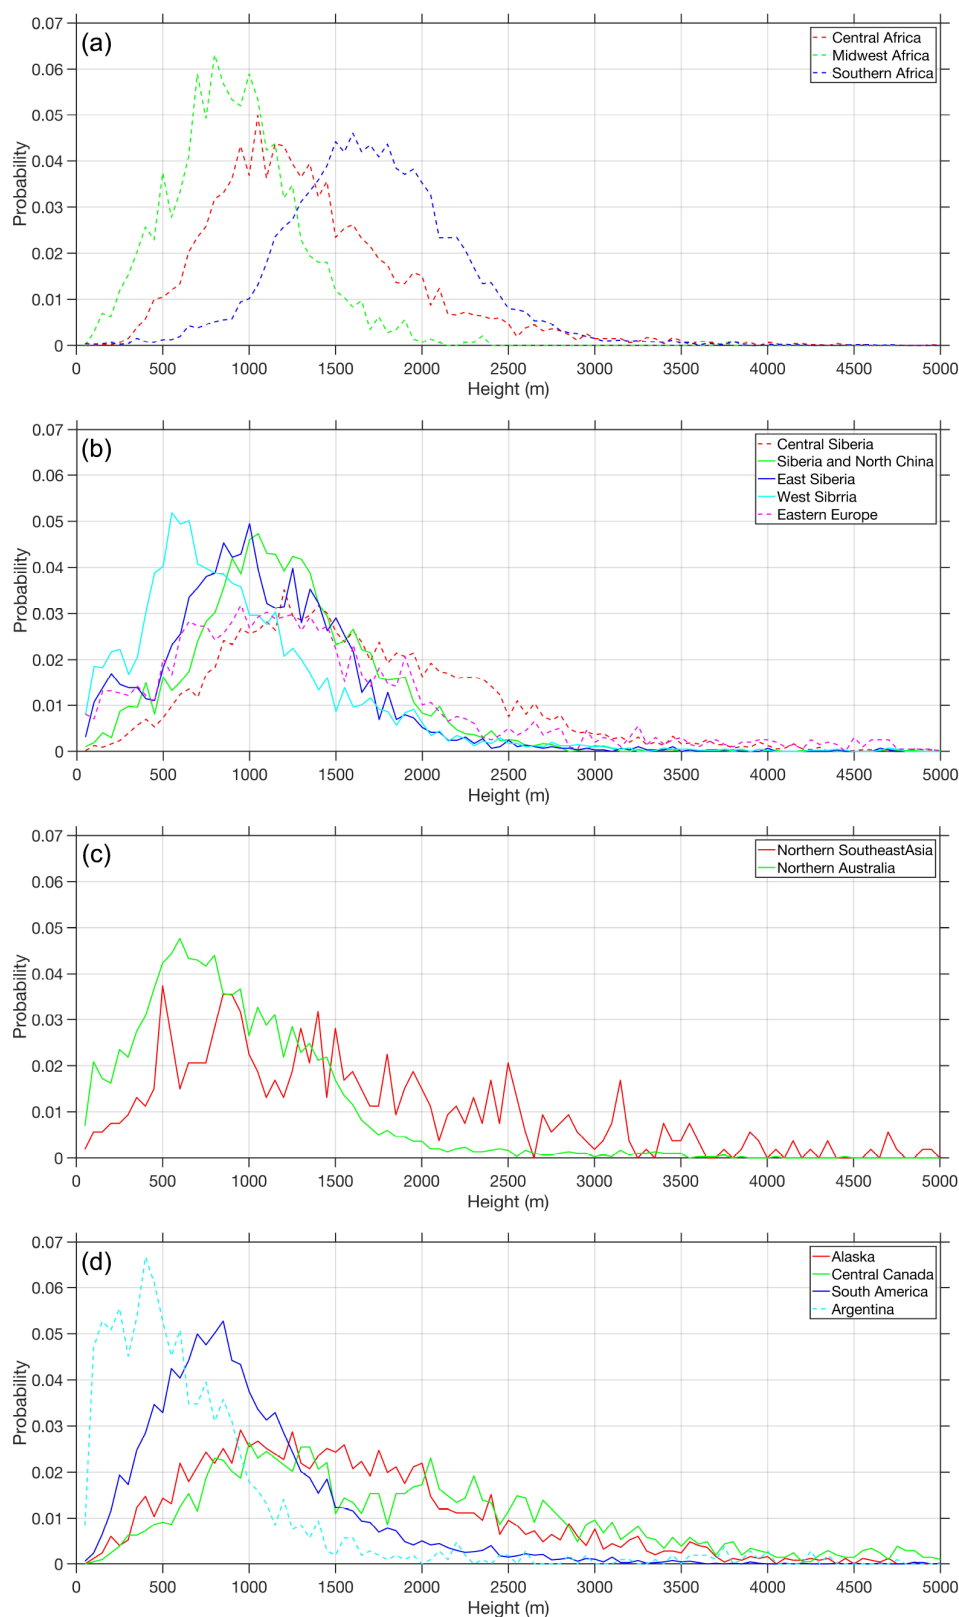 (a)
Central Africa
Midwest Africa
Southern Africa
Probability
0.07
0.06
0.05
0.04
0.03
0.02
0.01
0
0 500 1000 1500 2000 2500 3000 3500 4000 4500 5000
Height (m)
(b)
Central Siberia
Siberia and North China
East Siberia
West Sibrria
Eastern Europe
Probability
0.07
0.06
0.05
0.04
0.03
0.02
0.01
0
0 500 1000 1500 2000 2500 3000 3500 4000 4500 5000
Height (m)
(c)
Northern SoutheastAsia
Northern Australia
Probability
0.07
0.06
0.05
0.04
0.03
0.02
0.01
0
0 500 1000 1500 2000 2500 3000 3500 4000 4500 5000
Height (m)
(d)
Alaska
Central Canada
South America
Argentina
Probability
0.07
0.06
0.05
0.04
0.03
0.02
0.01
0
0 500 1000 1500 2000 2500 3000 3500 4000 4500 5000
Height (m)